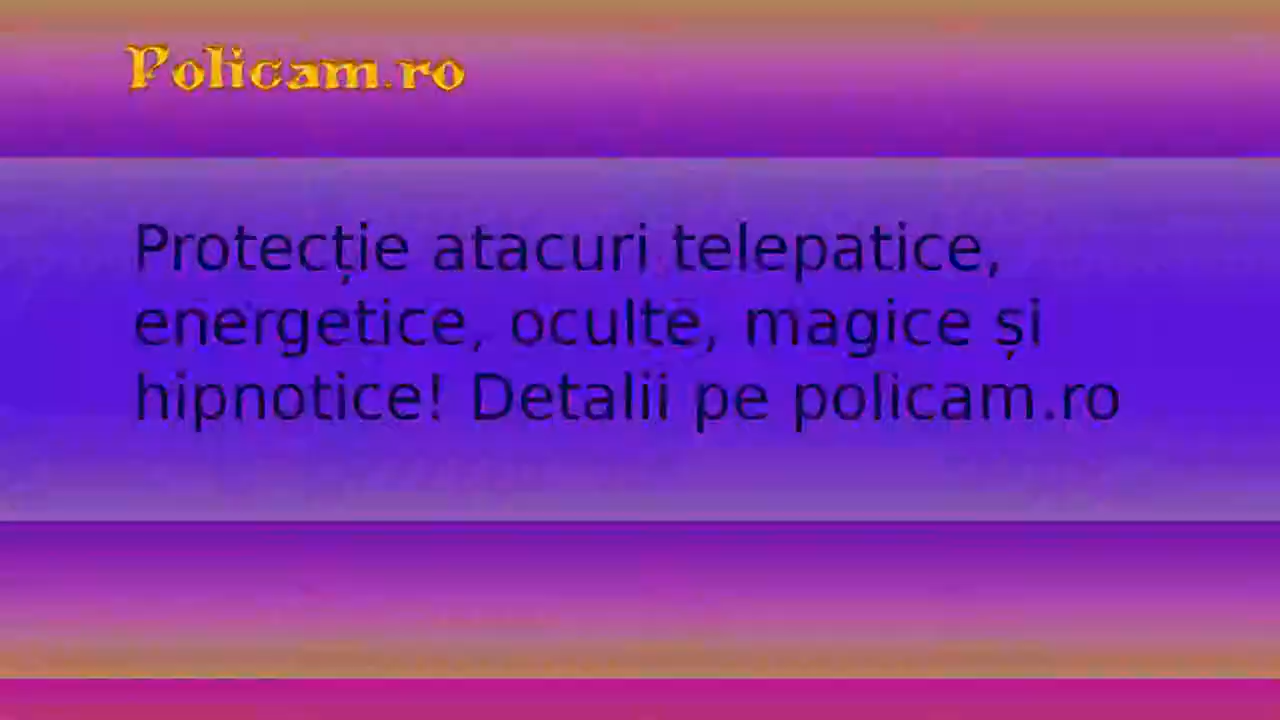 Policam.ro
Protecție atacuri telepatice,
energetice, oculte, magice și
hipnotice! Detalii pe policam.ro